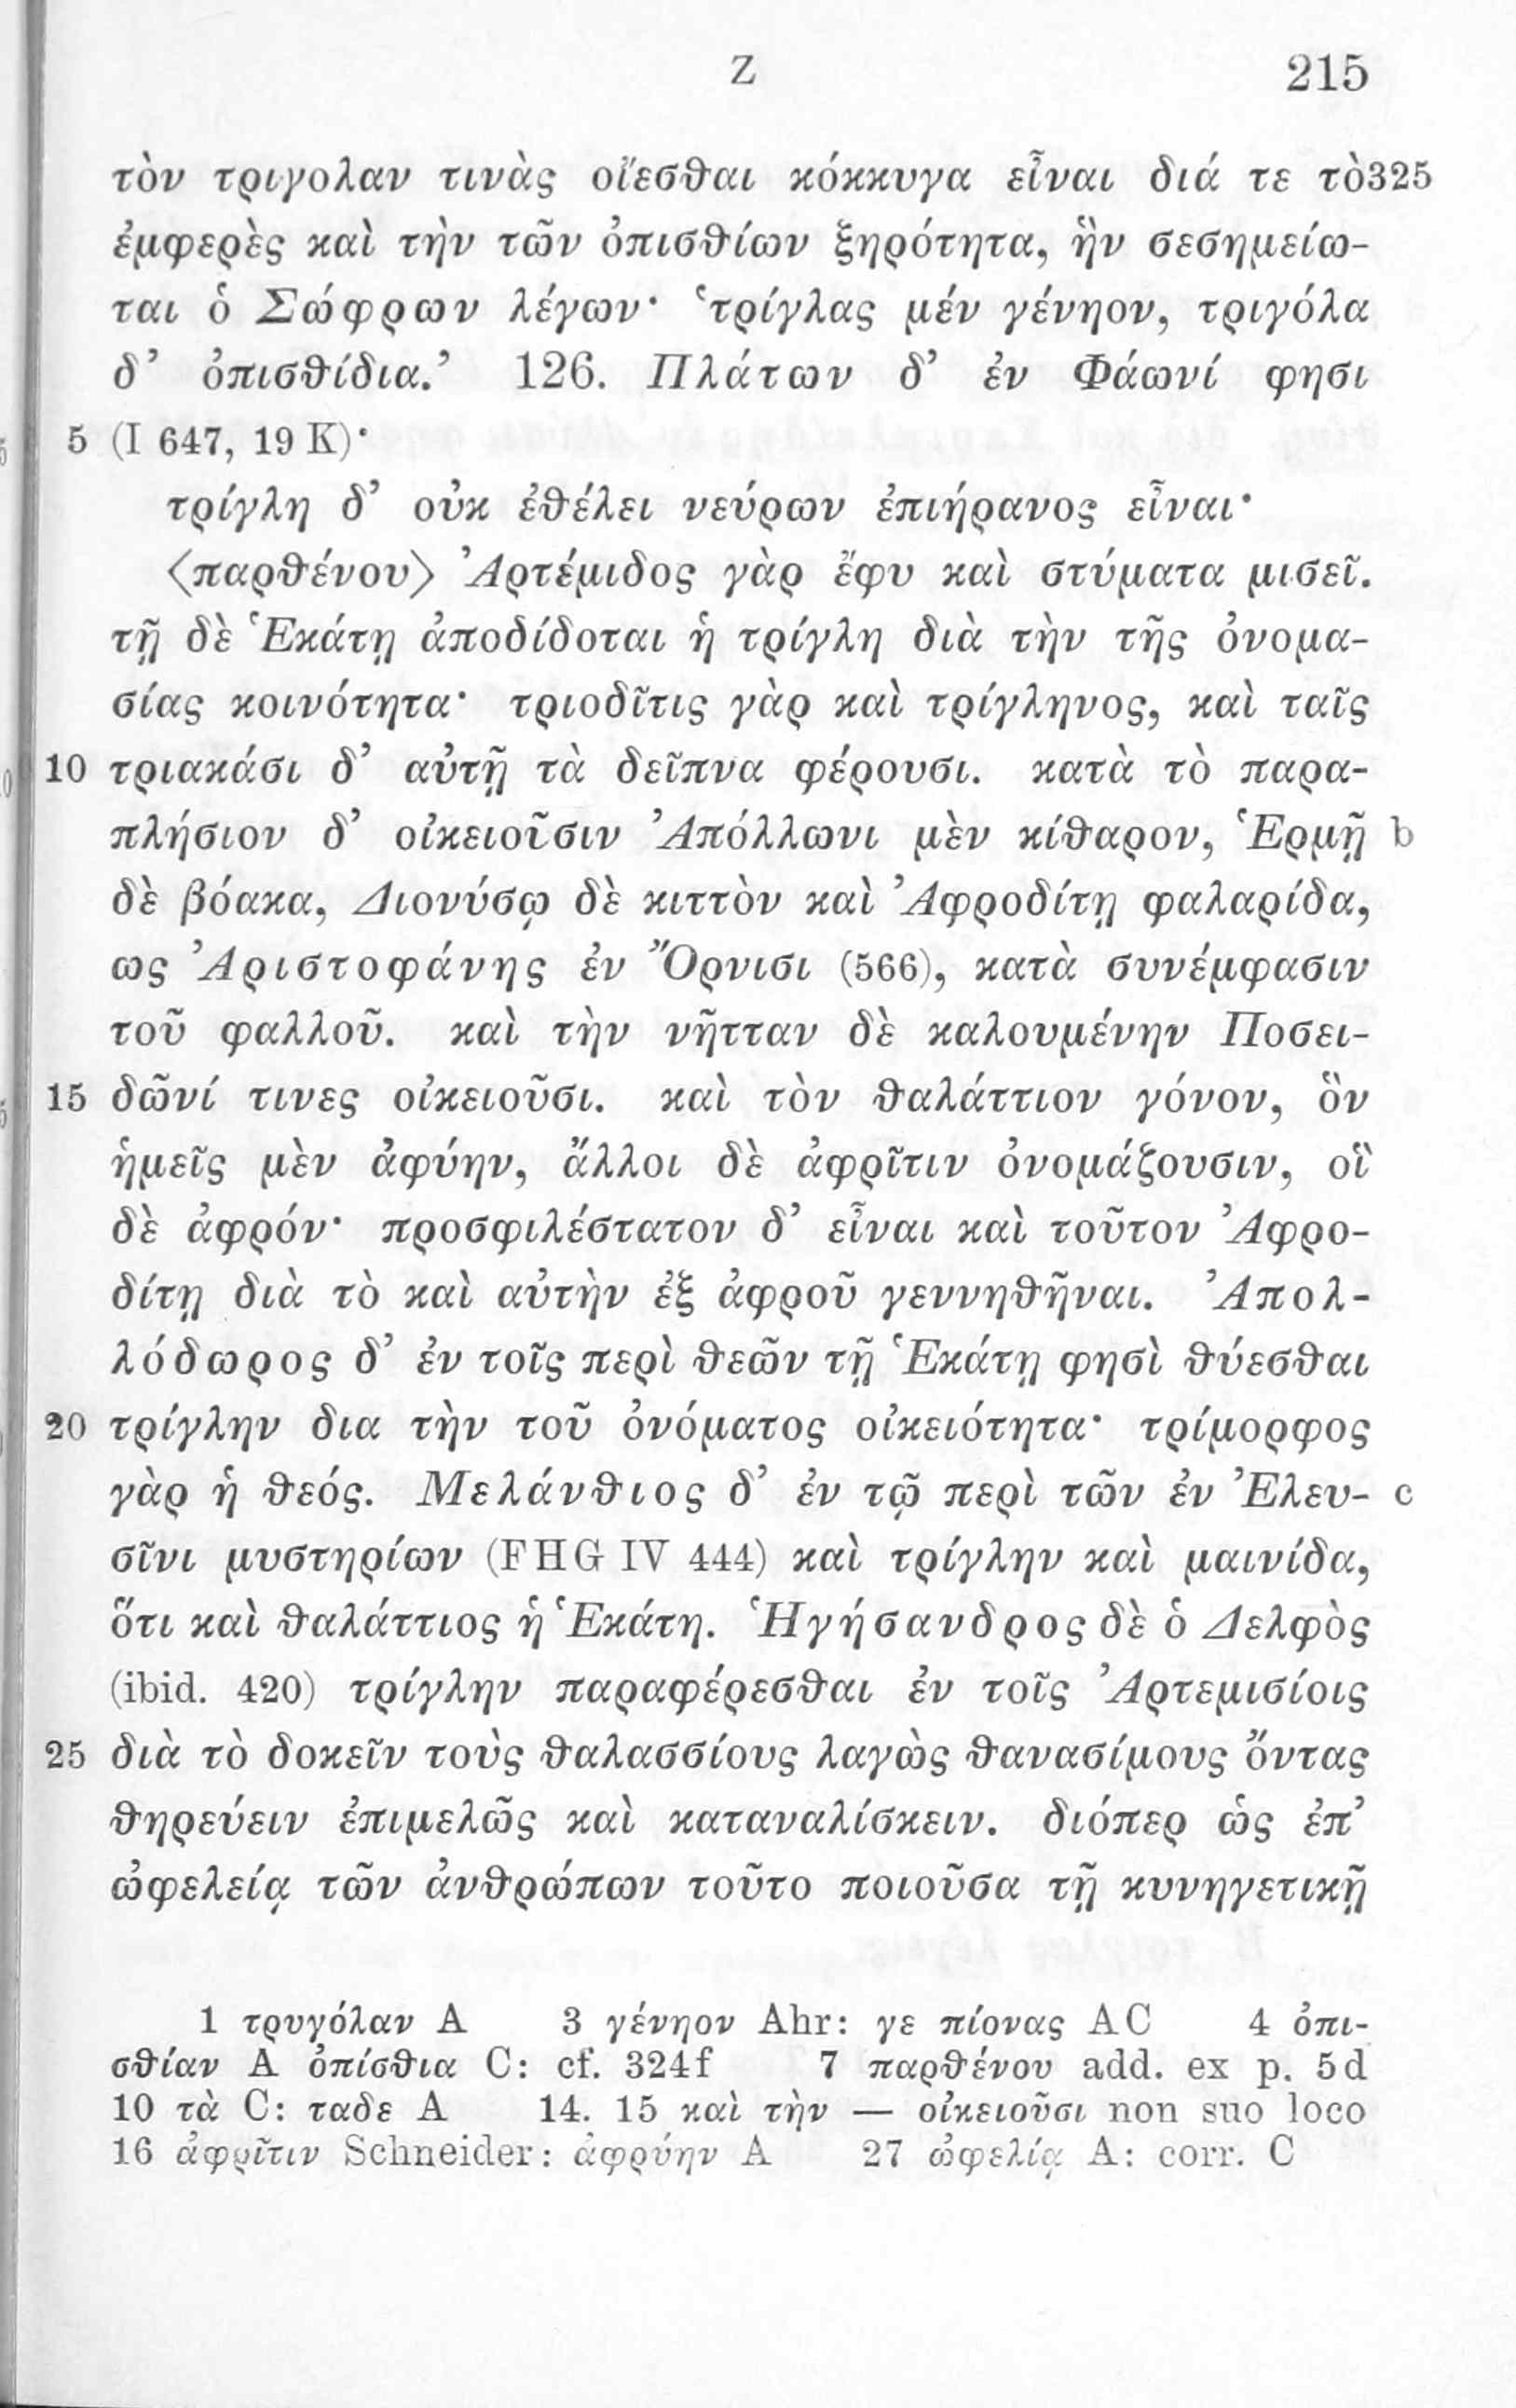 Z 215
τὸν τριγολαν τινὰς οἴεσθαι κόκκυγα εἶναι διά τε τὸ 325
ἐμφερὲς καὶ τὴν τῶν ὀπισθίων ξηρότητα, ἣν σεσημείω-
ται ὁ Σώφρων λέγων· ‛τρίγλας μέν γένηον, τριγόλα
δ’ ὀπισθίδια.’ 126. Πλάτων δ’ ἐν Φάωνί φησι
5 (I 647, 19 K)·
τρίγλη δ’ οὐκ ἐθέλει νεύρων ἐπιήρανος εἶναι·
〈παρθένου〉 Ἀρτέμιδος γὰρ ἔφυ καὶ στύματα μισεῖ.
τῇ δὲ Ἑκάτῃ ἀποδίδοται ἡ τρίγλη διὰ τὴν τῆς ὀνομα-
σίας κοινότητα· τριοδῖτις γὰρ καὶ τρίγληνος, καὶ ταῖς
10 τριακάσι δ’ αὐτῇ τὰ δεῖπνα φέρουσι. κατὰ τὸ παρα-
πλήσιον δ’ οἰκειοῦσιν Ἀπόλλωνι μὲν κίθαρον, Ἑρμῇ b
δὲ βόακα, Διονύσῳ δὲ κιττὸν καὶ Ἀφροδίτῃ φαλαρίδα,
ως Ἀριστοφάνης ἐν Ὄρνισι (566), κατὰ συνέμφασιν
τοῦ φαλλοῦ. καὶ τὴν νῆτταν δὲ καλουμένην Ποσει-
15 δῶνί τινες οἰκειοῦσι. καὶ τὸν θαλάττιον γόνον, ὃν
ἡμεῖς μὲν ἀφύην, ἄλλοι δὲ ἀφρῖτιν ὀνομάζουσιν, οἳ
δὲ ἀφρόν· προσφιλέστατον δ’ εἶναι καὶ τοῦτον Ἀφρο-
δίτῃ διὰ τὸ καὶ αὐτὴν ἐξ ἀφροῦ γεννηθῆναι. Ἀπολ-
λόδωρος δ’ ἐν τοῖς περὶ θεῶν τῇ Ἑκάτῃ φησὶ θύεσθαι
20 τρίγλην δια τὴν τοῦ ὀνόματος οἰκειότητα· τρίμορφος
γὰρ ἡ θεός. Μελάνθιος δ’ ἐν τῷ περὶ τῶν ἐν Ἐλευ- c
σῖνι μυστηρίων (FHG IV 444) καὶ τρίγλην καὶ μαινίδα,
ὅτι καὶ θαλάττιος ἡ Ἑκάτη. Ἡγήσανδρος δὲ ὁ Δελφὸς
(ibid. 420) τρίγλην παραφέρεσθαι ἐν τοῖς Ἀρτεμισίοις
25 διὰ τὸ δοκεῖν τοὺς θαλασσίους λαγὼς θανασίμους ὄντας
θηρεύειν ἐπιμελῶς καὶ καταναλίσκειν. διόπερ ὡς ἐπ’
ὠφελείᾳ τῶν ἀνθρώπων τοῦτο ποιοῦσα τῇ κυνηγετικῇ
1 τρυγόλαν A 3 γένηον Ahr: γε πίονας AC 4 ὀπι-
σθίαν A ὀπίσθια C: cf. 324f 7 παρθένου add. ex p. 5d
10 τὰ C: ταδε A 14. 15 καὶ τὴν — οἰκειοῦσι non suo loco
16 ἀφρῖτιν Schneider: ἀφρύην A 27 ὠφελίᾳ A: corr. C